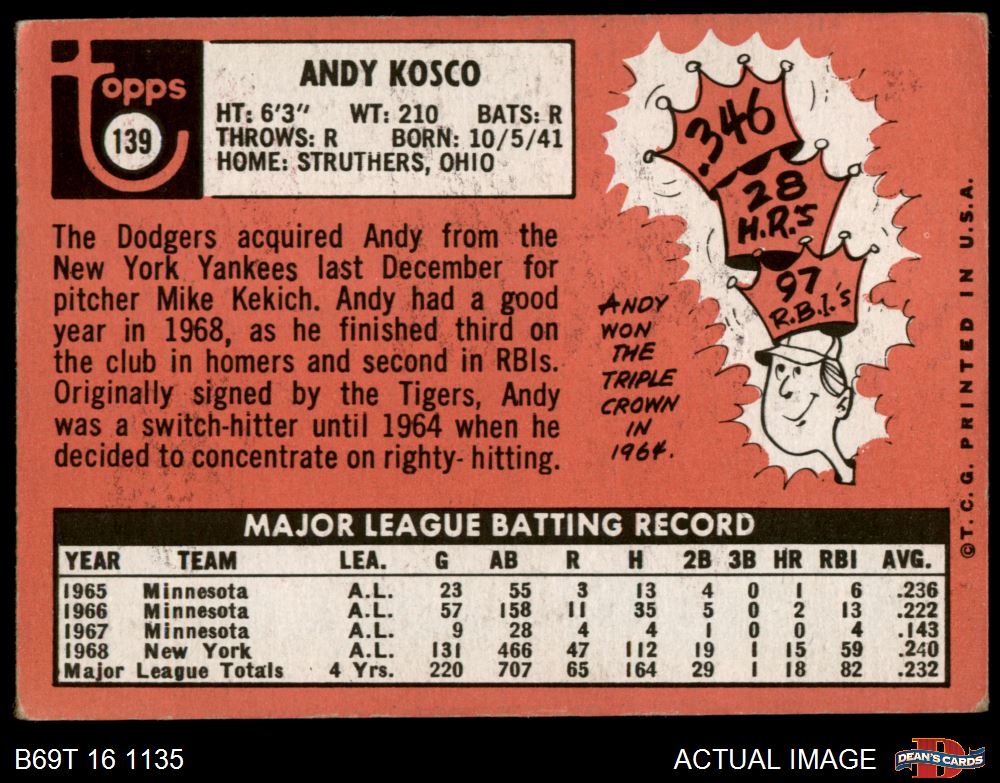 Topps
139
ANDY KOSCO
HT: 6'3" WT: 210 BATS: R
THROWS: R BORN: 10/5/41
HOME: STRUTHERS, OHIO
The Dodgers acquired Andy from the
New York Yankees last December for
pitcher Mike Kekich. Andy had a good
year in 1968, as he finished third on
the club in homers and second in RBIs.
Originally signed by the Tigers, Andy
was a switch-hitter until 1964 when he
decided to concentrate on righty- hitting.
.346
28
H.R.'S
97
R.B.I.'s
ANDY
WON
THE
TRIPLE
CROWN
IN
1964.
© T. C. G. PRINTED IN U.S.A.
MAJOR LEAGUE BATTING RECORD
YEAR TEAM LEA. G AB R H 2B 3B HR RBI AVG.
1965 Minnesota A.L. 23 55 3 13 4 0 1 6 .236
1966 Minnesota A.L. 57 158 11 35 5 0 2 13 .222
1967 Minnesota A.L. 9 28 4 4 1 0 0 4 .143
1968 New York A.L. 131 466 47 112 19 1 15 59 .240
Major League Totals 4 Yrs. 220 707 65 164 29 1 18 82 .232
B69T 16 1135
ACTUAL IMAGE
D
DEAN'S CARDS